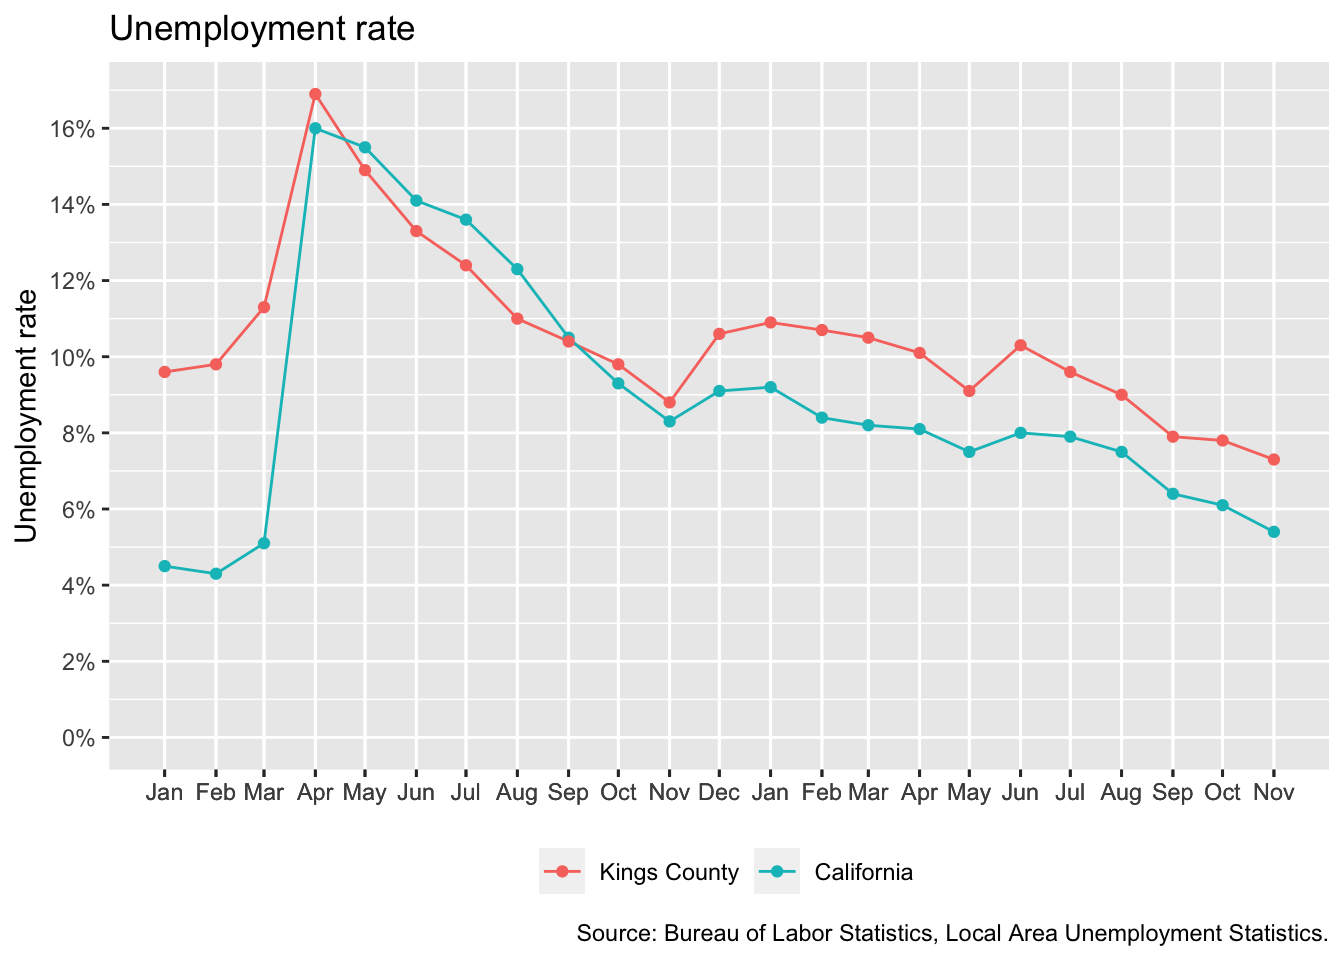 Unemployment rate
Unemployment rate
16%
14%
12%
10%
8%
6%
4%
2%
0%
Jan Feb Mar Apr May Jun Jul Aug Sep Oct Nov Dec Jan Feb Mar Apr May Jun Jul Aug Sep Oct Nov
Kings County California
Source: Bureau of Labor Statistics, Local Area Unemployment Statistics.